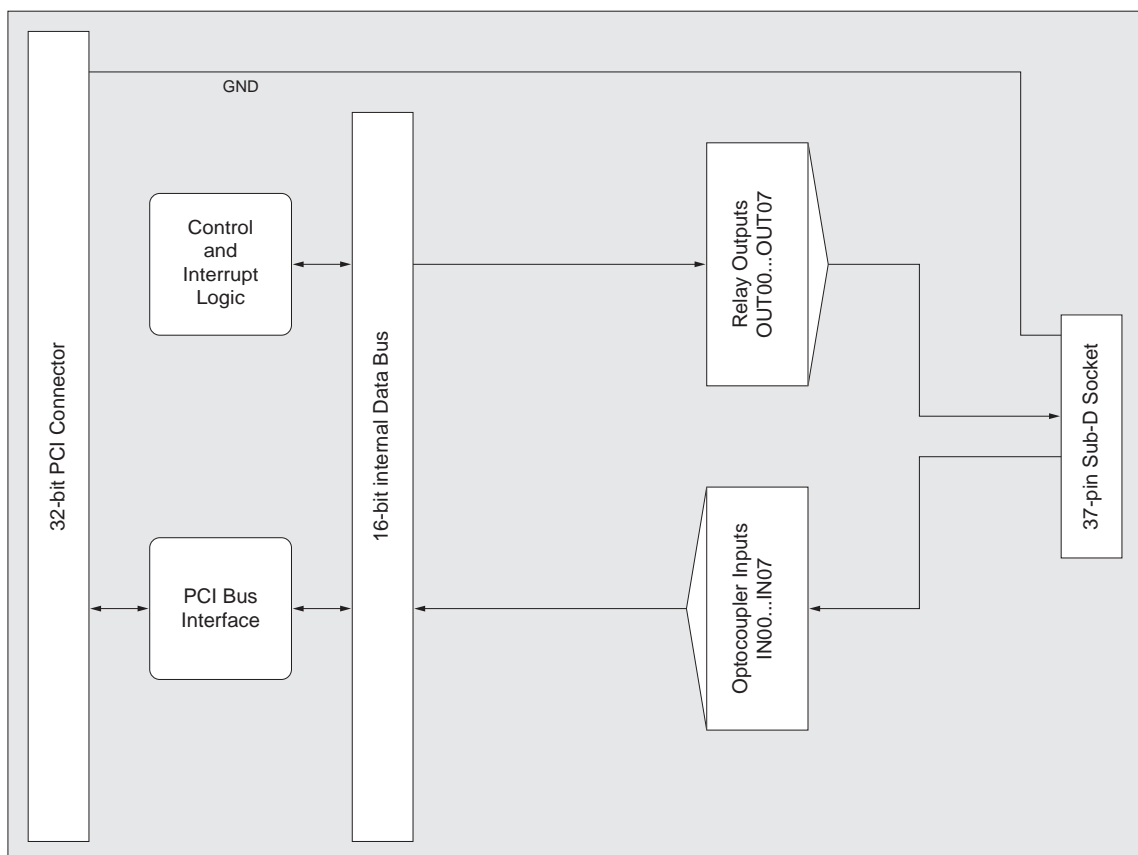 GND
32-bit PCI Connector
Control
and
Interrupt
Logic
PCI Bus
Interface
16-bit internal Data Bus
Relay Outputs
OUT00...OUT07
Optocoupler Inputs
IN00...IN07
37-pin Sub-D Socket